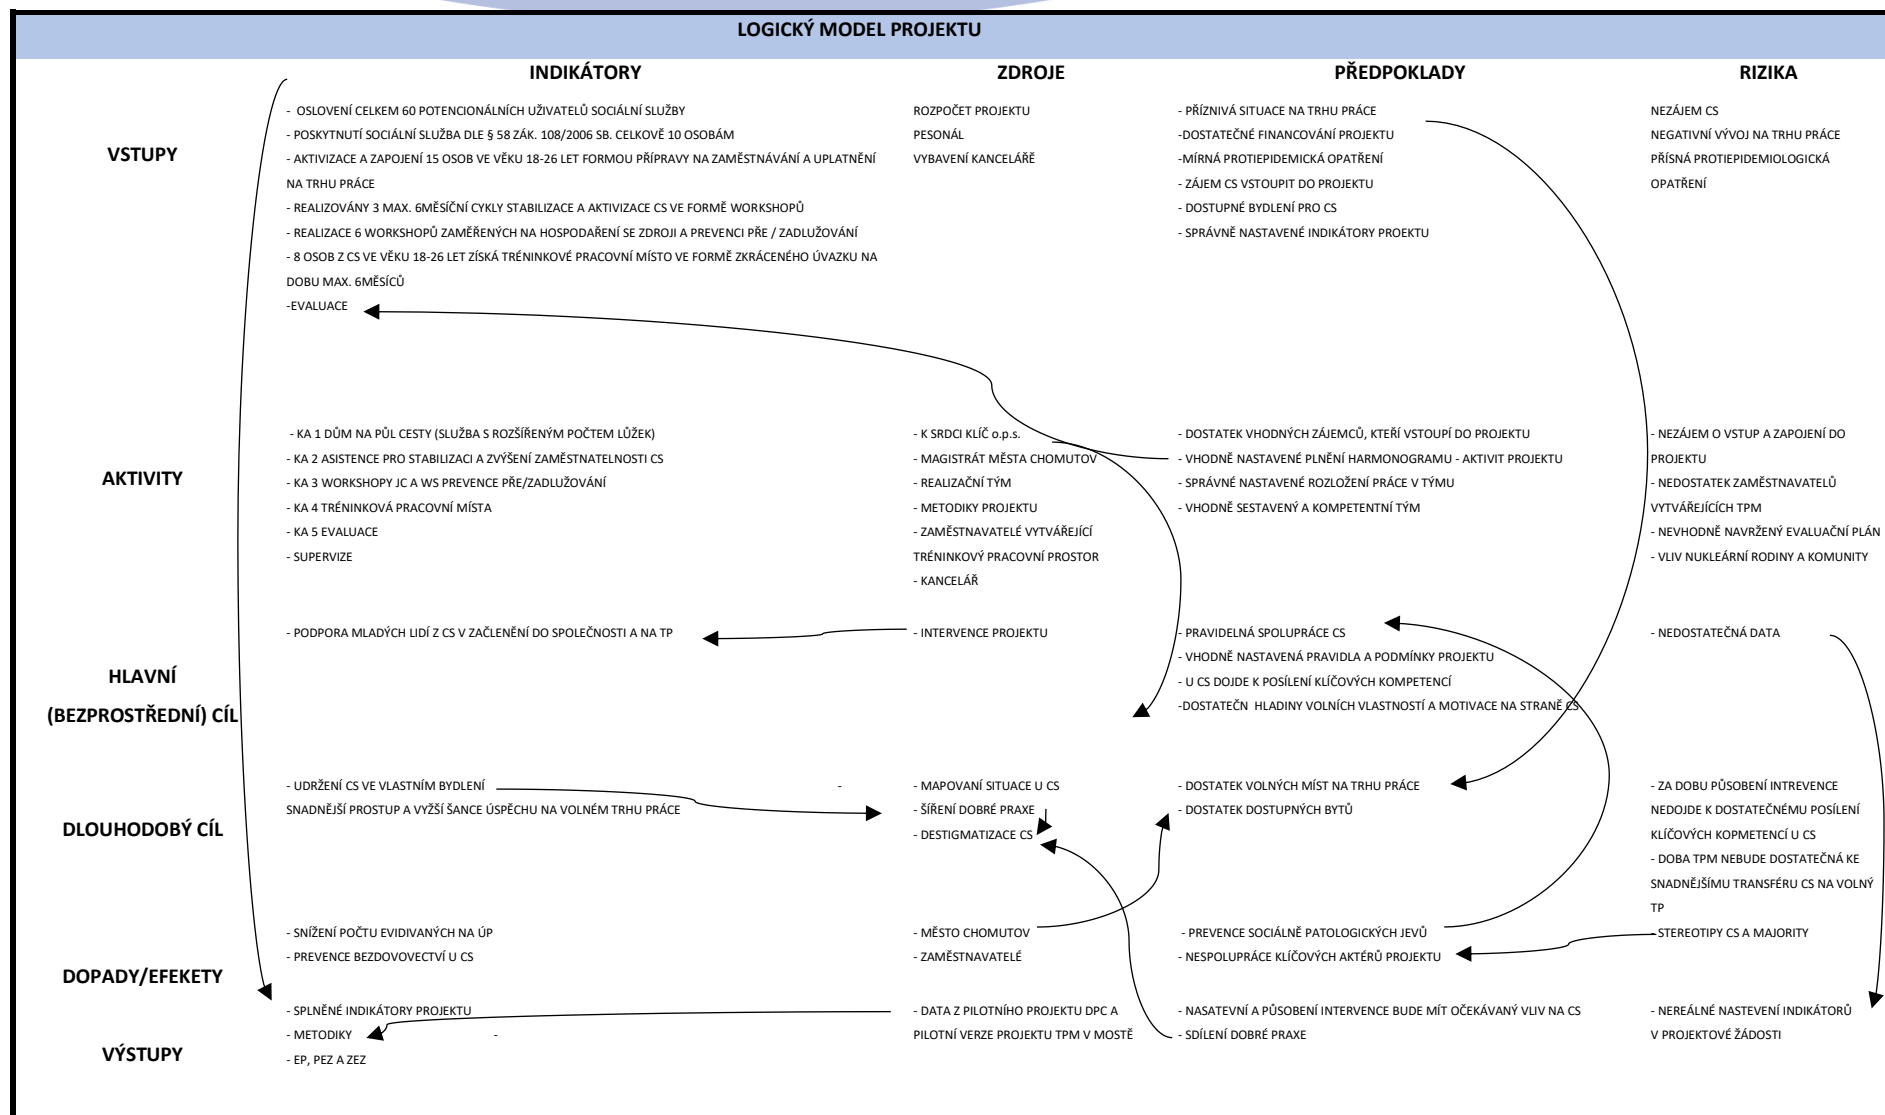 LOGICKÝ MODEL PROJEKTU
INDIKÁTORY
ZDROJE
PŘEDPOKLADY
RIZIKA
VSTUPY
- OSLOVENÍ CELKEM 60 POTENCIONÁLNÍCH UŽIVATELŮ SOCIÁLNÍ SLUŽBY
- POSKYTNUTÍ SOCIÁLNÍ SLUŽBA DLE § 58 ZÁK. 108/2006 SB. CELKOVĚ 10 OSOBÁM
- AKTIVIZACE A ZAPOJENÍ 15 OSOB VE VĚKU 18-26 LET FORMOU PŘÍPRAVY NA ZAMĚSTNÁVÁNÍ A UPLATNĚNÍ
NA TRHU PRÁCE
- REALIZOVÁNY 3 MAX. 6MĚSÍČNÍ CYKLY STABILIZACE A AKTIVIZACE CS VE FORMĚ WORKSHOPŮ
- REALIZACE 6 WORKSHOPŮ ZAMĚŘENÝCH NA HOSPODAŘENÍ SE ZDROJI A PREVENCI PŘE / ZADLUŽOVÁNÍ
- 8 OSOB Z CS VE VĚKU 18-26 LET ZÍSKÁ TRÉNINKOVÉ PRACOVNÍ MÍSTO VE FORMĚ ZKRÁCENÉHO ÚVAZKU NA
DOBU MAX. 6MĚSÍCŮ
-EVALUACE
ROZPOČET PROJEKTU
PESONÁL
VYBAVENÍ KANCELÁŘĚ
- PŘÍZNIVÁ SITUACE NA TRHU PRÁCE
-DOSTATEČNÉ FINANCOVÁNÍ PROJEKTU
-MÍRNÁ PROTIEPIDEMICKÁ OPATŘENÍ
- ZÁJEM CS VSTOUPIT DO PROJEKTU
- DOSTUPNÉ BYDLENÍ PRO CS
- SPRÁVNĚ NASTAVENÉ INDIKÁTORY PROEKTU
NEZÁJEM CS
NEGATIVNÍ VÝVOJ NA TRHU PRÁCE
PŘÍSNÁ PROTIEPIDEMIOLOGICKÁ
OPATŘENÍ
AKTIVITY
- KA 1 DŮM NA PŮL CESTY (SLUŽBA S ROZŠÍŘENÝM POČTEM LŮŽEK)
- KA 2 ASISTENCE PRO STABILIZACI A ZVÝŠENÍ ZAMĚSTNATELNOSTI CS
- KA 3 WORKSHOPY JC A WS PREVENCE PŘE/ZADLUŽOVÁNÍ
- KA 4 TRÉNINKOVÁ PRACOVNÍ MÍSTA
- KA 5 EVALUACE
- SUPERVIZE
- K SRDCI KLÍČ o.p.s.
- MAGISTRÁT MĚSTA CHOMUTOV
- REALIZAČNÍ TÝM
- METODIKY PROJEKTU
- ZAMĚSTNAVATELÉ VYTVÁŘEJÍCÍ
TRÉNINKOVÝ PRACOVNÍ PROSTOR
- KANCELÁŘ
- DOSTATEK VHODNÝCH ZÁJEMCŮ, KTEŘÍ VSTOUPÍ DO PROJEKTU
- VHODNĚ NASTAVENÉ PLNĚNÍ HARMONOGRAMU - AKTIVIT PROJEKTU
- SPRÁVNÉ NASTAVENÉ ROZLOŽENÍ PRÁCE V TÝMU
- VHODNĚ SESTAVENÝ A KOMPETENTNÍ TÝM
- NEZÁJEM O VSTUP A ZAPOJENÍ DO
PROJEKTU
- NEDOSTATEK ZAMĚSTNAVATELŮ
VYTVÁŘEJÍCÍCH TPM
- NEVHODNĚ NAVRŽENÝ EVALUAČNÍ PLÁN
- VLIV NUKLEÁRNÍ RODINY A KOMUNITY
HLAVNÍ
(BEZPROSTŘEDNÍ) CÍL
- PODPORA MLADÝCH LIDÍ Z CS V ZAČLENĚNÍ DO SPOLEČNOSTI A NA TP
- INTERVENCE PROJEKTU
- PRAVIDELNÁ SPOLUPRÁCE CS
- VHODNĚ NASTAVENÁ PRAVIDLA A PODMÍNKY PROJEKTU
- U CS DOJDE K POSÍLENÍ KLÍČOVÝCH KOMPETENCÍ
-DOSTATEČN HLADINY VOLNÍCH VLASTNOSTÍ A MOTIVACE NA STRANĚ CS
- NEDOSTATEČNÁ DATA
DLOUHODOBÝ CÍL
- UDRŽENÍ CS VE VLASTNÍM BYDLENÍ -
SNADNĚJŠÍ PROSTUP A VYŽŠÍ ŠANCE ÚSPĚCHU NA VOLNÉM TRHU PRÁCE
- MAPOVANÍ SITUACE U CS
- ŠÍŘENÍ DOBRÉ PRAXE
- DESTIGMATIZACE CS
- DOSTATEK VOLNÝCH MÍST NA TRHU PRÁCE
- DOSTATEK DOSTUPNÝCH BYTŮ
- ZA DOBU PŮSOBENÍ INTREVENCE
NEDOJDE K DOSTATEČNÉMU POSÍLENÍ
KLÍČOVÝCH KOPMETENCÍ U CS
- DOBA TPM NEBUDE DOSTATEČNÁ KE
SNADNĚJŠÍMU TRANSFÉRU CS NA VOLNÝ
TP
DOPADY/EFEKETY
- SNÍŽENÍ POČTU EVIDIVANÝCH NA ÚP
- PREVENCE BEZDOVOVECTVÍ U CS
- MĚSTO CHOMUTOV
- ZAMĚSTNAVATELÉ
- PREVENCE SOCIÁLNĚ PATOLOGICKÝCH JEVŮ
- NESPOLUPRÁCE KLÍČOVÝCH AKTÉRŮ PROJEKTU
- STEREOTIPY CS A MAJORITY
VÝSTUPY
- SPLNĚNÉ INDIKÁTORY PROJEKTU
- METODIKY -
- EP, PEZ A ZEZ
- DATA Z PILOTNÍHO PROJEKTU DPC A
PILOTNÍ VERZE PROJEKTU TPM V MOSTĚ
- NASATEVNÍ A PŮSOBENÍ INTERVENCE BUDE MÍT OČEKÁVANÝ VLIV NA CS
- SDÍLENÍ DOBRÉ PRAXE
- NEREÁLNÉ NASTEVENÍ INDIKÁTORŮ
V PROJEKTOVÉ ŽÁDOSTI